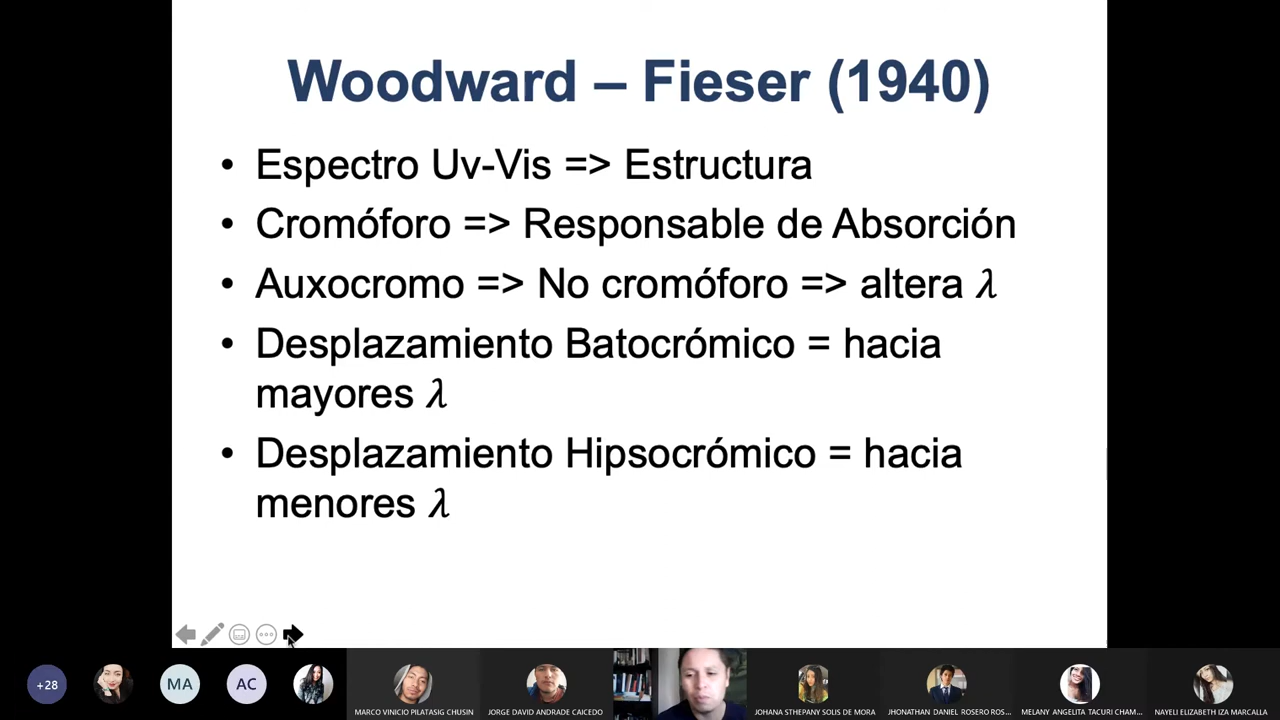 Woodward – Fieser (1940)
• Espectro Uv-Vis => Estructura
• Cromóforo => Responsable de Absorción
• Auxocromo => No cromóforo => altera λ
• Desplazamiento Batocrómico = hacia
mayores λ
• Desplazamiento Hipsocrómico = hacia
menores λ
+28
MA
AC
MARCO VINICIO PILATASIG CHUSIN
JORGE DAVID ANDRADE CAICEDO
JOHANA STHEPANY SOLIS DE MORA
JHONATHAN DANIEL ROSERO ROS...
MELANY ANGELITA TACURI CHAM...
NAYELI ELIZABETH IZA MARCALLA